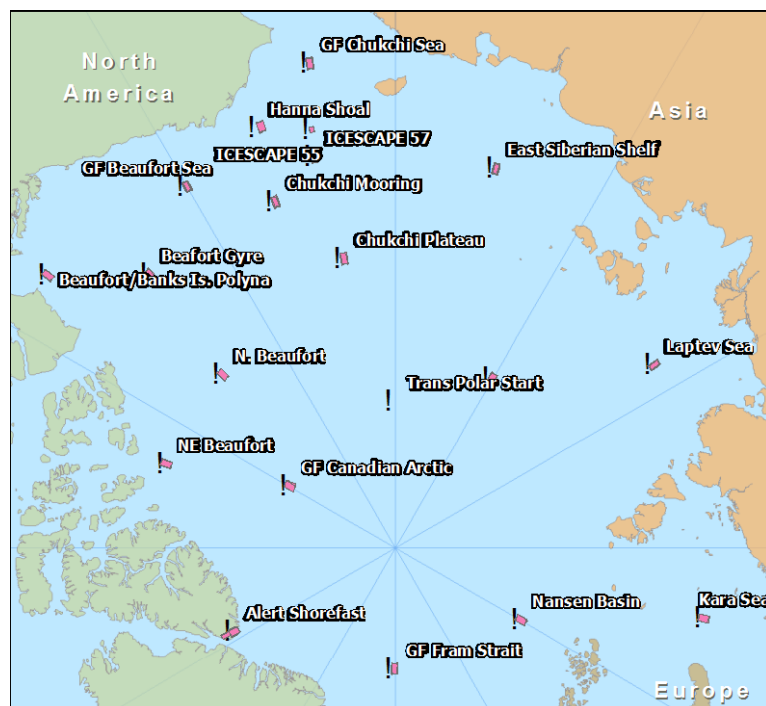 GF Chukchi Sea
North
America
Asia
Hanna Shoal
ICESCAPE 57
ICESCAPE 55
East Siberian Shelf
GF Beaufort Sea
Chukchi Mooring
Chukchi Plateau
Beafort Gyre
Beaufort/Banks Is. Polyna
N. Beaufort
Laptev Sea
Trans Polar Start
NE Beaufort
GF Canadian Arctic
Nansen Basin
Kara Sea
Alert Shorefast
GF Fram Strait
Europe